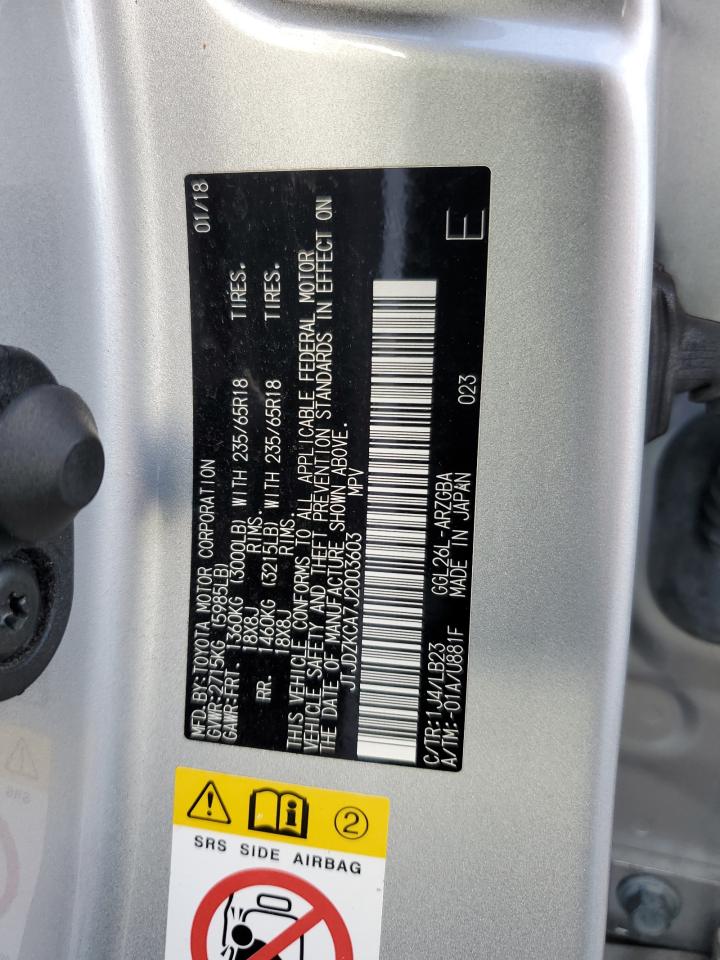 MFD.BY:TOYOTA MOTOR CORPORATION 01/18
GVWR:2715KG (5985LB)
GAWR:FRT 1360KG (3000LB) WITH 235/65R18 TIRES.
18X8J RIMS.
RR. 1460KG (3215LB) WITH 235/65R18 TIRES.
18X8J RIMS.
THIS VEHICLE CONFORMS TO ALL APPLICABLE FEDERAL MOTOR
VEHICLE SAFETY AND THEFT PREVENTION STANDARDS IN EFFECT ON
THE DATE OF MANUFACTURE SHOWN ABOVE.
JTJDZKCA7J2003603 MPV
C/TR:1J4/LB23 GGL26L-ARZGBA 023 E
A/TM:-01A/U881F MADE IN JAPAN
2
SRS SIDE AIRBAG